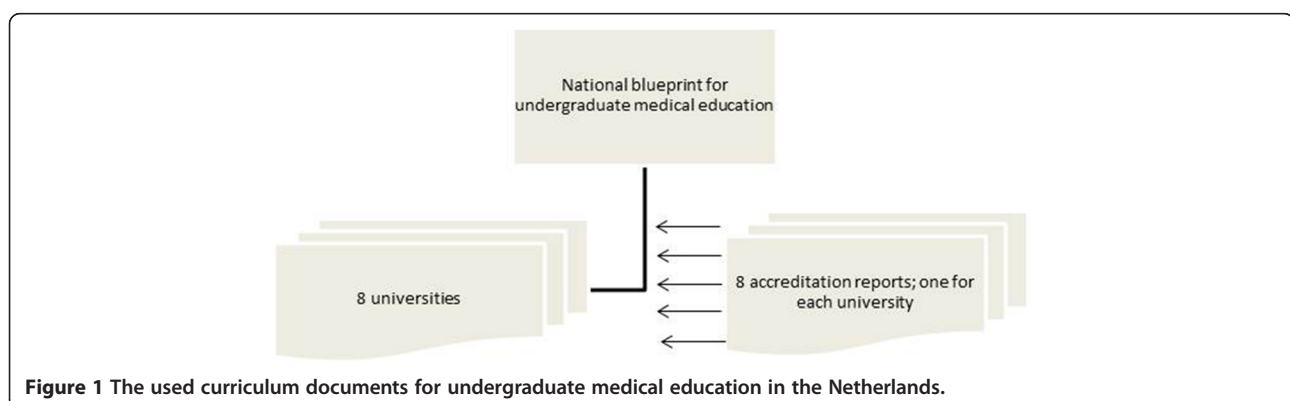 National blueprint for
undergraduate medical education
8 universities
8 accreditation reports; one for
each university
Figure 1 The used curriculum documents for undergraduate medical education in the Netherlands.